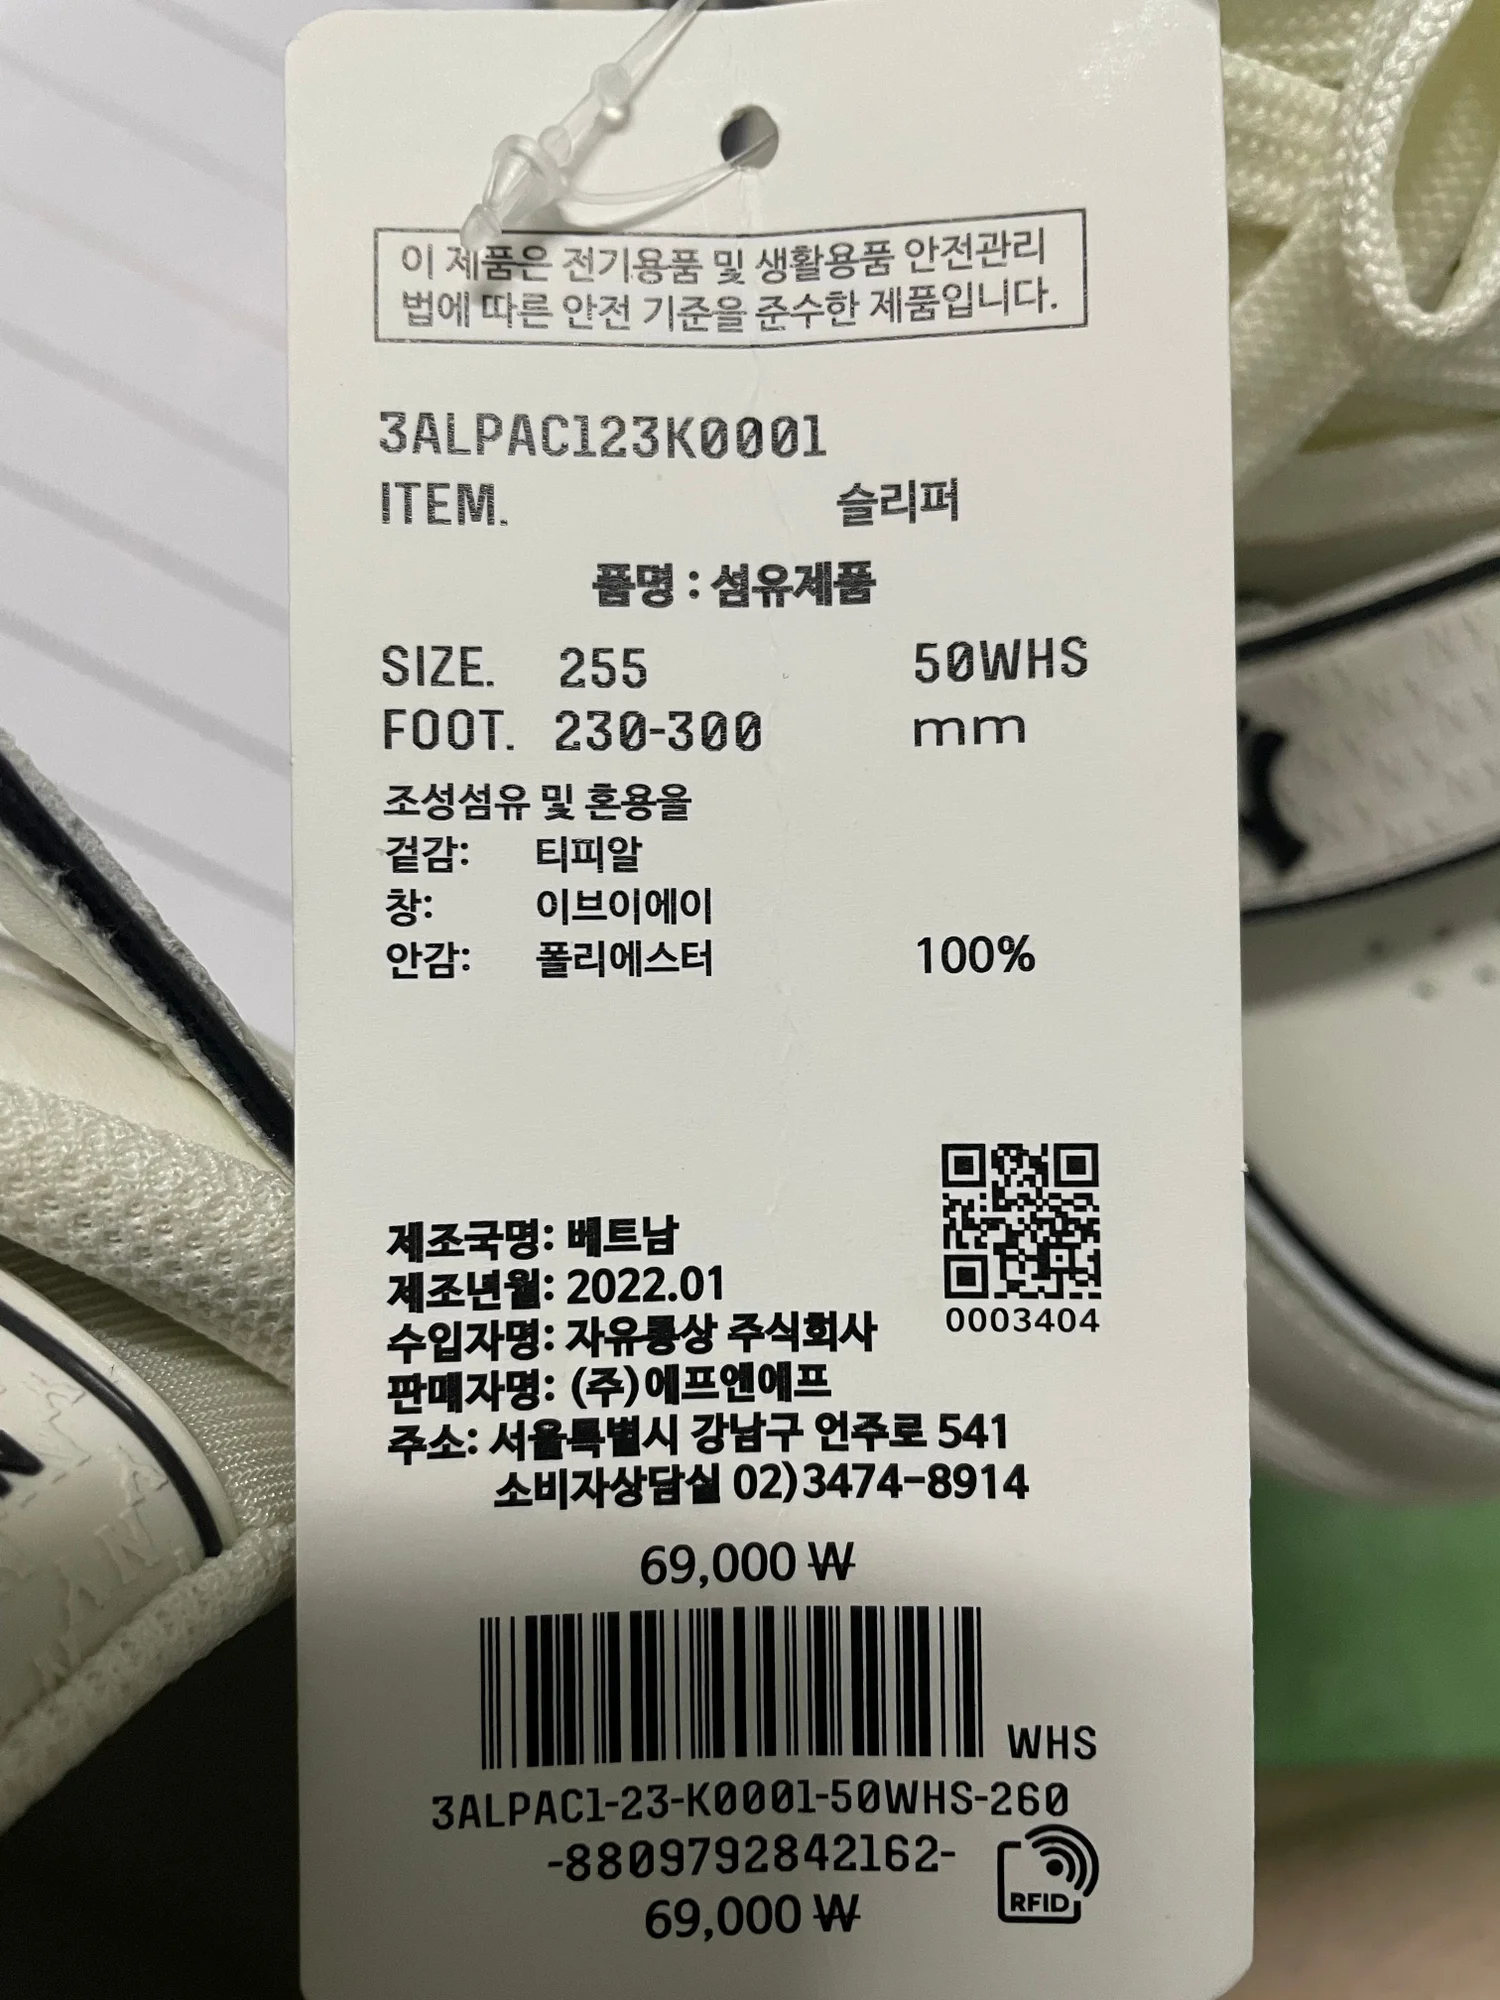 이 제품은 전기용품 및 생활용품 안전관리
법에 따른 안전 기준을 준수한 제품입니다.
3ALPAC123K0001
ITEM. 슬리퍼
품명 : 섬유제품
SIZE. 255 50WHS
FOOT. 230-300 mm
조성섬유 및 혼용율
겉감: 티피알
창: 이브이에이
안감: 폴리에스터 100%
제조국명: 베트남
제조년월: 2022.01
수입자명: 자유통상 주식회사
판매자명: (주)에프앤에프
주소: 서울특별시 강남구 언주로 541
소비자상담실 02)3474-8914
0003404
69,000 ₩
WHS
3ALPAC1-23-K0001-50WHS-260
-8809792842162-
RFID
69,000 ₩